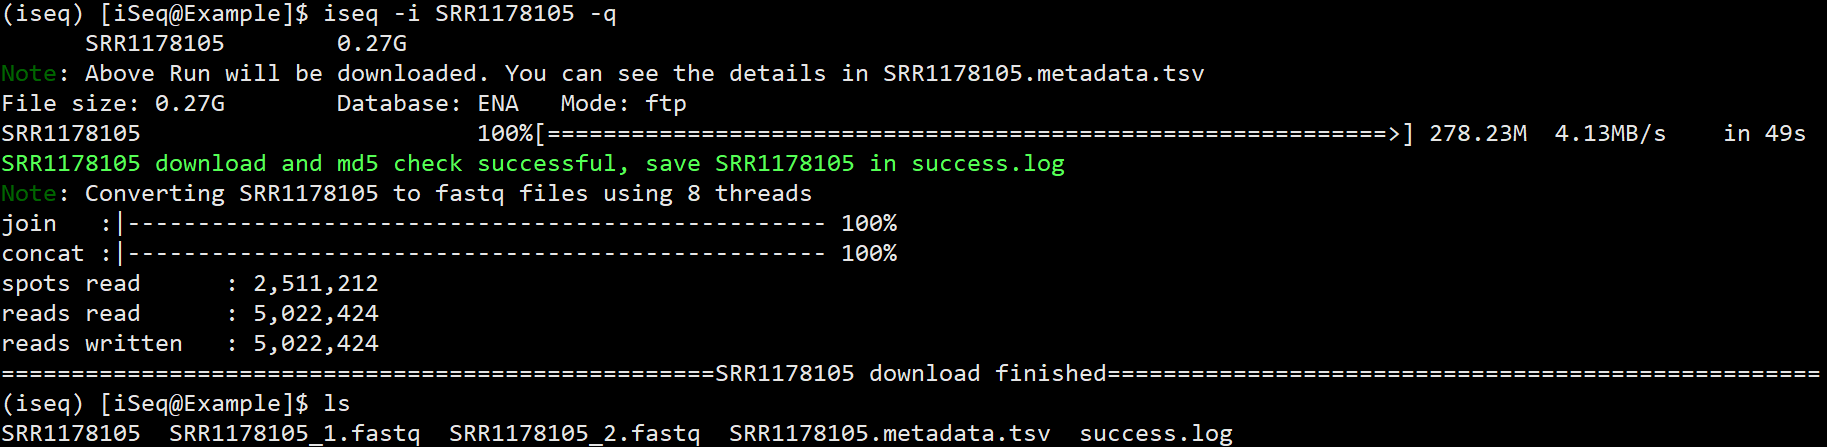 (iseq) [iSeq@Example]$ iseq -i SRR1178105 -q
      SRR1178105        0.27G
Note: Above Run will be downloaded. You can see the details in SRR1178105.metadata.tsv
File size: 0.27G        Database: ENA   Mode: ftp
SRR1178105                        100%[============================================================>] 278.23M  4.13MB/s    in 49s
SRR1178105 download and md5 check successful, save SRR1178105 in success.log
Note: Converting SRR1178105 to fastq files using 8 threads
join   :|-------------------------------------------------- 100%
concat :|-------------------------------------------------- 100%
spots read      : 2,511,212
reads read      : 5,022,424
reads written   : 5,022,424
===================================================SRR1178105 download finished===================================================
(iseq) [iSeq@Example]$ ls
SRR1178105  SRR1178105_1.fastq  SRR1178105_2.fastq  SRR1178105.metadata.tsv  success.log